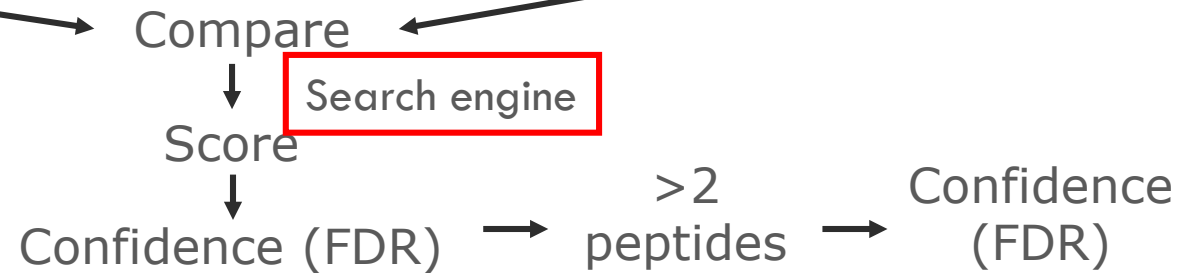 Compare
Search engine
Score
Confidence (FDR)
>2
peptides
Confidence
(FDR)